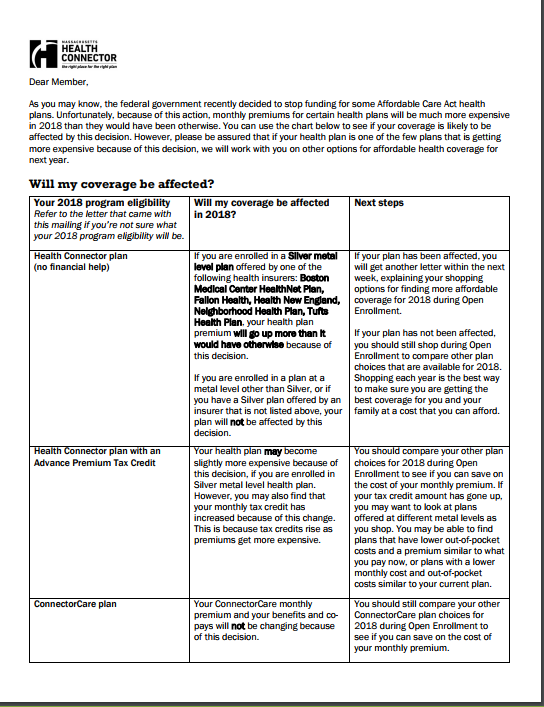 MASSACHUSETTS
HEALTH
CONNECTOR
the right place for the right plan
Dear Member,
As you may know, the federal government recently decided to stop funding for some Affordable Care Act health
plans. Unfortunately, because of this action, monthly premiums for certain health plans will be much more expensive
in 2018 than they would have been otherwise. You can use the chart below to see if your coverage is likely to be
affected by this decision. However, please be assured that if your health plan is one of the few plans that is getting
more expensive because of this decision, we will work with you on other options for affordable health coverage for
next year.
Will my coverage be affected?
Your 2018 program eligibility
Refer to the letter that came with
this mailing if you're not sure what
your 2018 program eligibility will be.
Will my coverage be affected
in 2018?
Next steps
Health Connector plan
(no financial help)
If you are enrolled in a Silver metal
level plan offered by one of the
following health insurers: Boston
Medical Center HealthNet Plan,
Fallon Health, Health New England,
Neighborhood Health Plan, Tufts
Health Plan, your health plan
premium will go up more than it
would have otherwise because of
this decision.
If you are enrolled in a plan at a
metal level other than Silver, or if
you have a Silver plan offered by an
insurer that is not listed above, your
plan will not be affected by this
decision.
If your plan has been affected, you
will get another letter within the next
week, explaining your shopping
options for finding more affordable
coverage for 2018 during Open
Enrollment.
If your plan has not been affected,
you should still shop during Open
Enrollment to compare other plan
choices that are available for 2018.
Shopping each year is the best way
to make sure you are getting the
best coverage for you and your
family at a cost that you can afford.
Health Connector plan with an
Advance Premium Tax Credit
Your health plan may become
slightly more expensive because of
this decision, if you are enrolled in
Silver metal level health plan.
However, you may also find that
your monthly tax credit has
increased because of this change.
This is because tax credits rise as
premiums get more expensive.
You should compare your other plan
choices for 2018 during Open
Enrollment to see if you can save on
the cost of your monthly premium. If
your tax credit amount has gone up,
you may want to look at plans
offered at different metal levels as
you shop. You may be able to find
plans that have lower out-of-pocket
costs and a premium similar to what
you pay now, or plans with a lower
monthly cost and out-of-pocket
costs similar to your current plan.
ConnectorCare plan
Your ConnectorCare monthly
premium and your benefits and co-
pays will not be changing because
of this decision.
You should still compare your other
ConnectorCare plan choices for
2018 during Open Enrollment to
see if you can save on the cost of
your monthly premium.